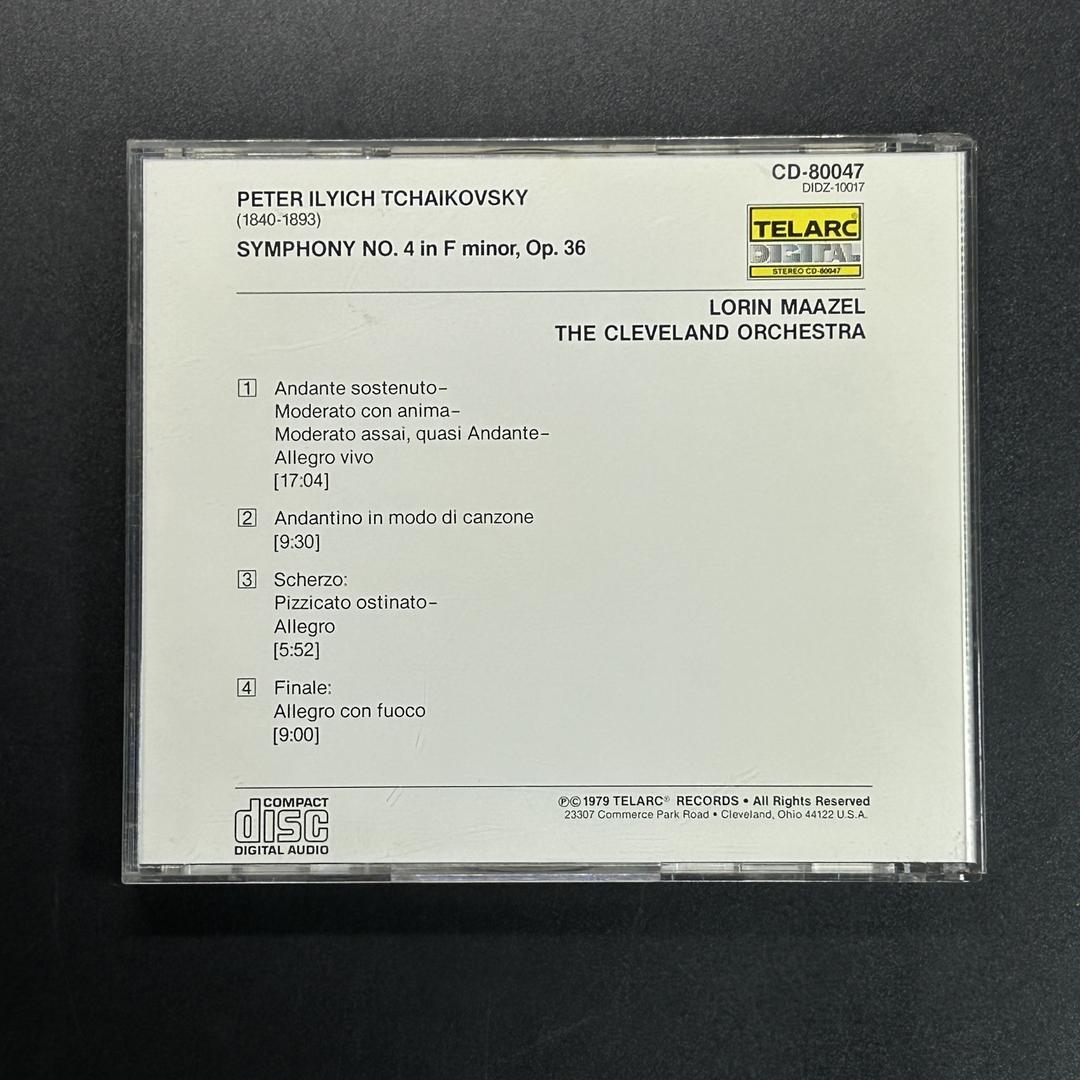 PETER ILYICH TCHAIKOVSKY
(1840-1893)
SYMPHONY NO. 4 in F minor, Op. 36
CD-80047
DIDZ-10017
TELARC®
DIGITAL
STEREO CD-80047
LORIN MAAZEL
THE CLEVELAND ORCHESTRA
1 Andante sostenuto–
Moderato con anima–
Moderato assai, quasi Andante–
Allegro vivo
[17:04]
2 Andantino in modo di canzone
[9:30]
3 Scherzo:
Pizzicato ostinato–
Allegro
[5:52]
4 Finale:
Allegro con fuoco
[9:00]
COMPACT
disc
DIGITAL AUDIO
℗©1979 TELARC® RECORDS • All Rights Reserved
23307 Commerce Park Road • Cleveland, Ohio 44122 U.S.A.